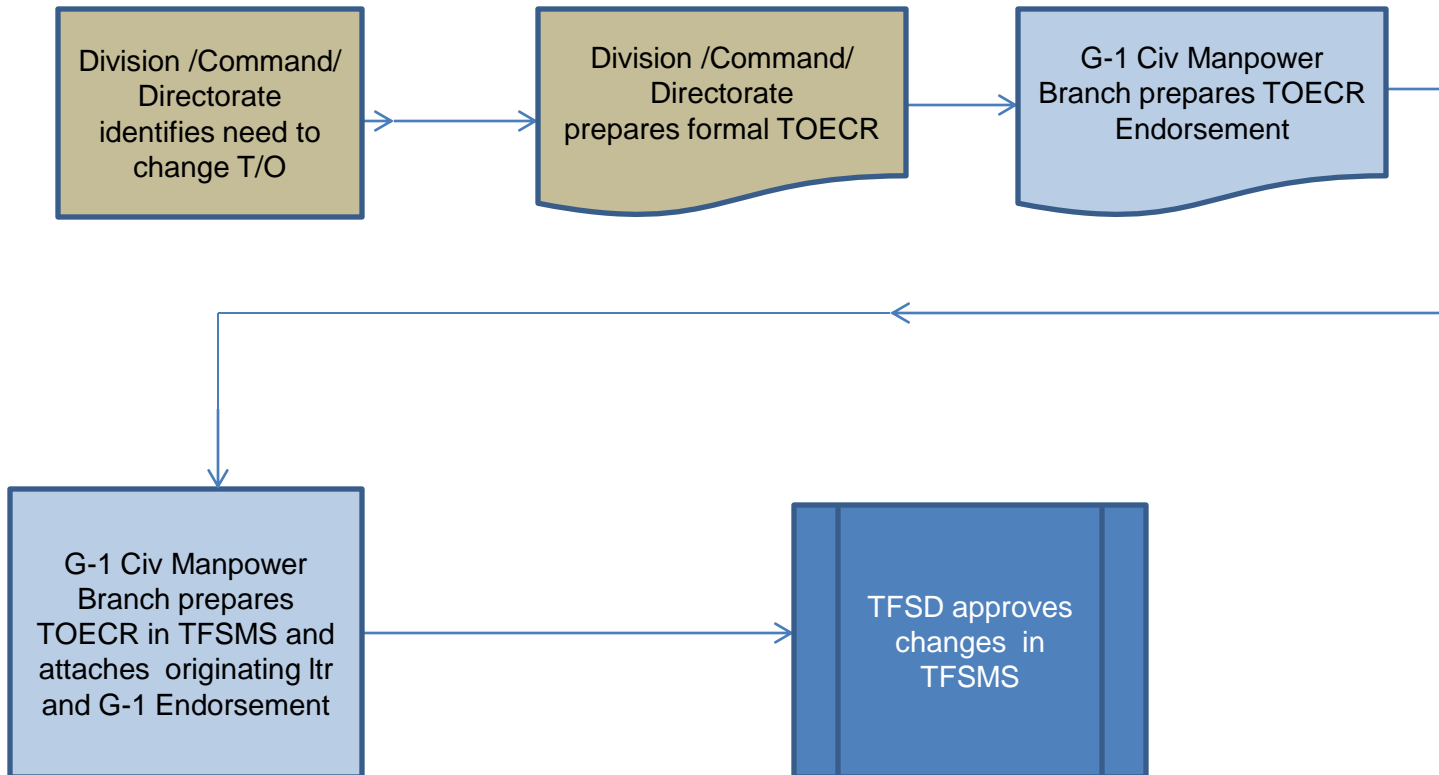 Division /Command/
Directorate
identifies need to
change T/O
Division /Command/
Directorate
prepares formal TOECR
G-1 Civ Manpower
Branch prepares TOECR
Endorsement
G-1 Civ Manpower
Branch prepares
TOECR in TFSMS and
attaches  originating ltr
and G-1 Endorsement
TFSD approves
changes  in
TFSMS